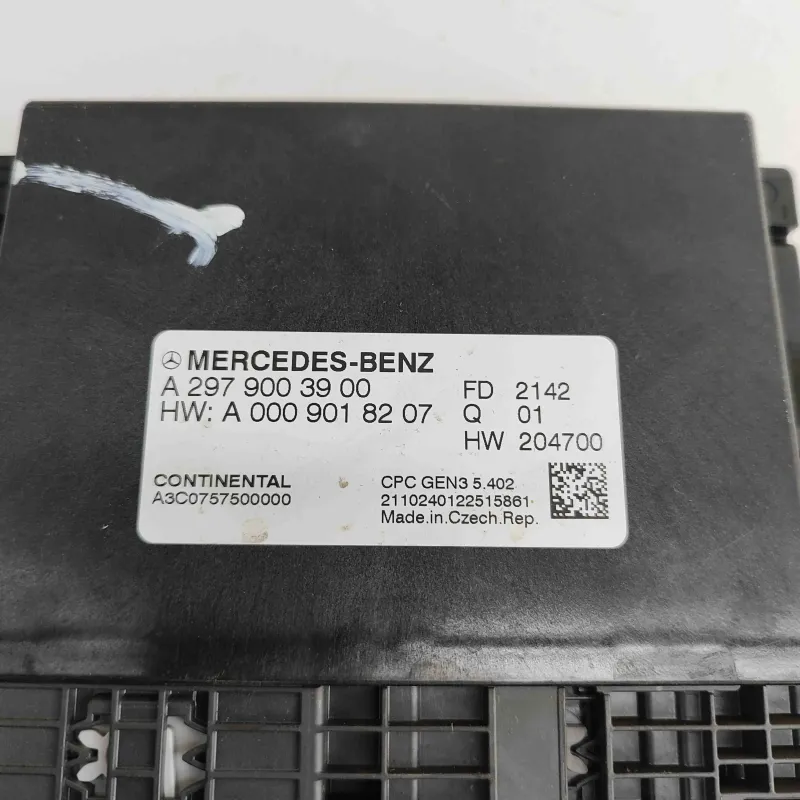 MERCEDES-BENZ
A 297 900 39 00 FD 2142
HW: A 000 901 82 07 Q 01
HW 204700
CONTINENTAL CPC GEN3 5.402
A3C0757500000 2110240122515861
Made.in.Czech.Rep.